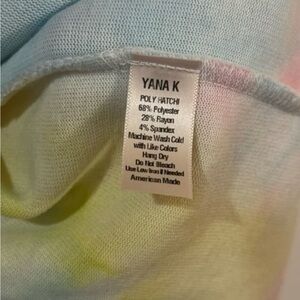 YANA K
POLY HATCHI
68% Polyester
28% Rayon
4% Spandex
Machine Wash Cold
with Like Colors
Hang Dry
Do Not Bleach
Use Low Iron if Needed
American Made